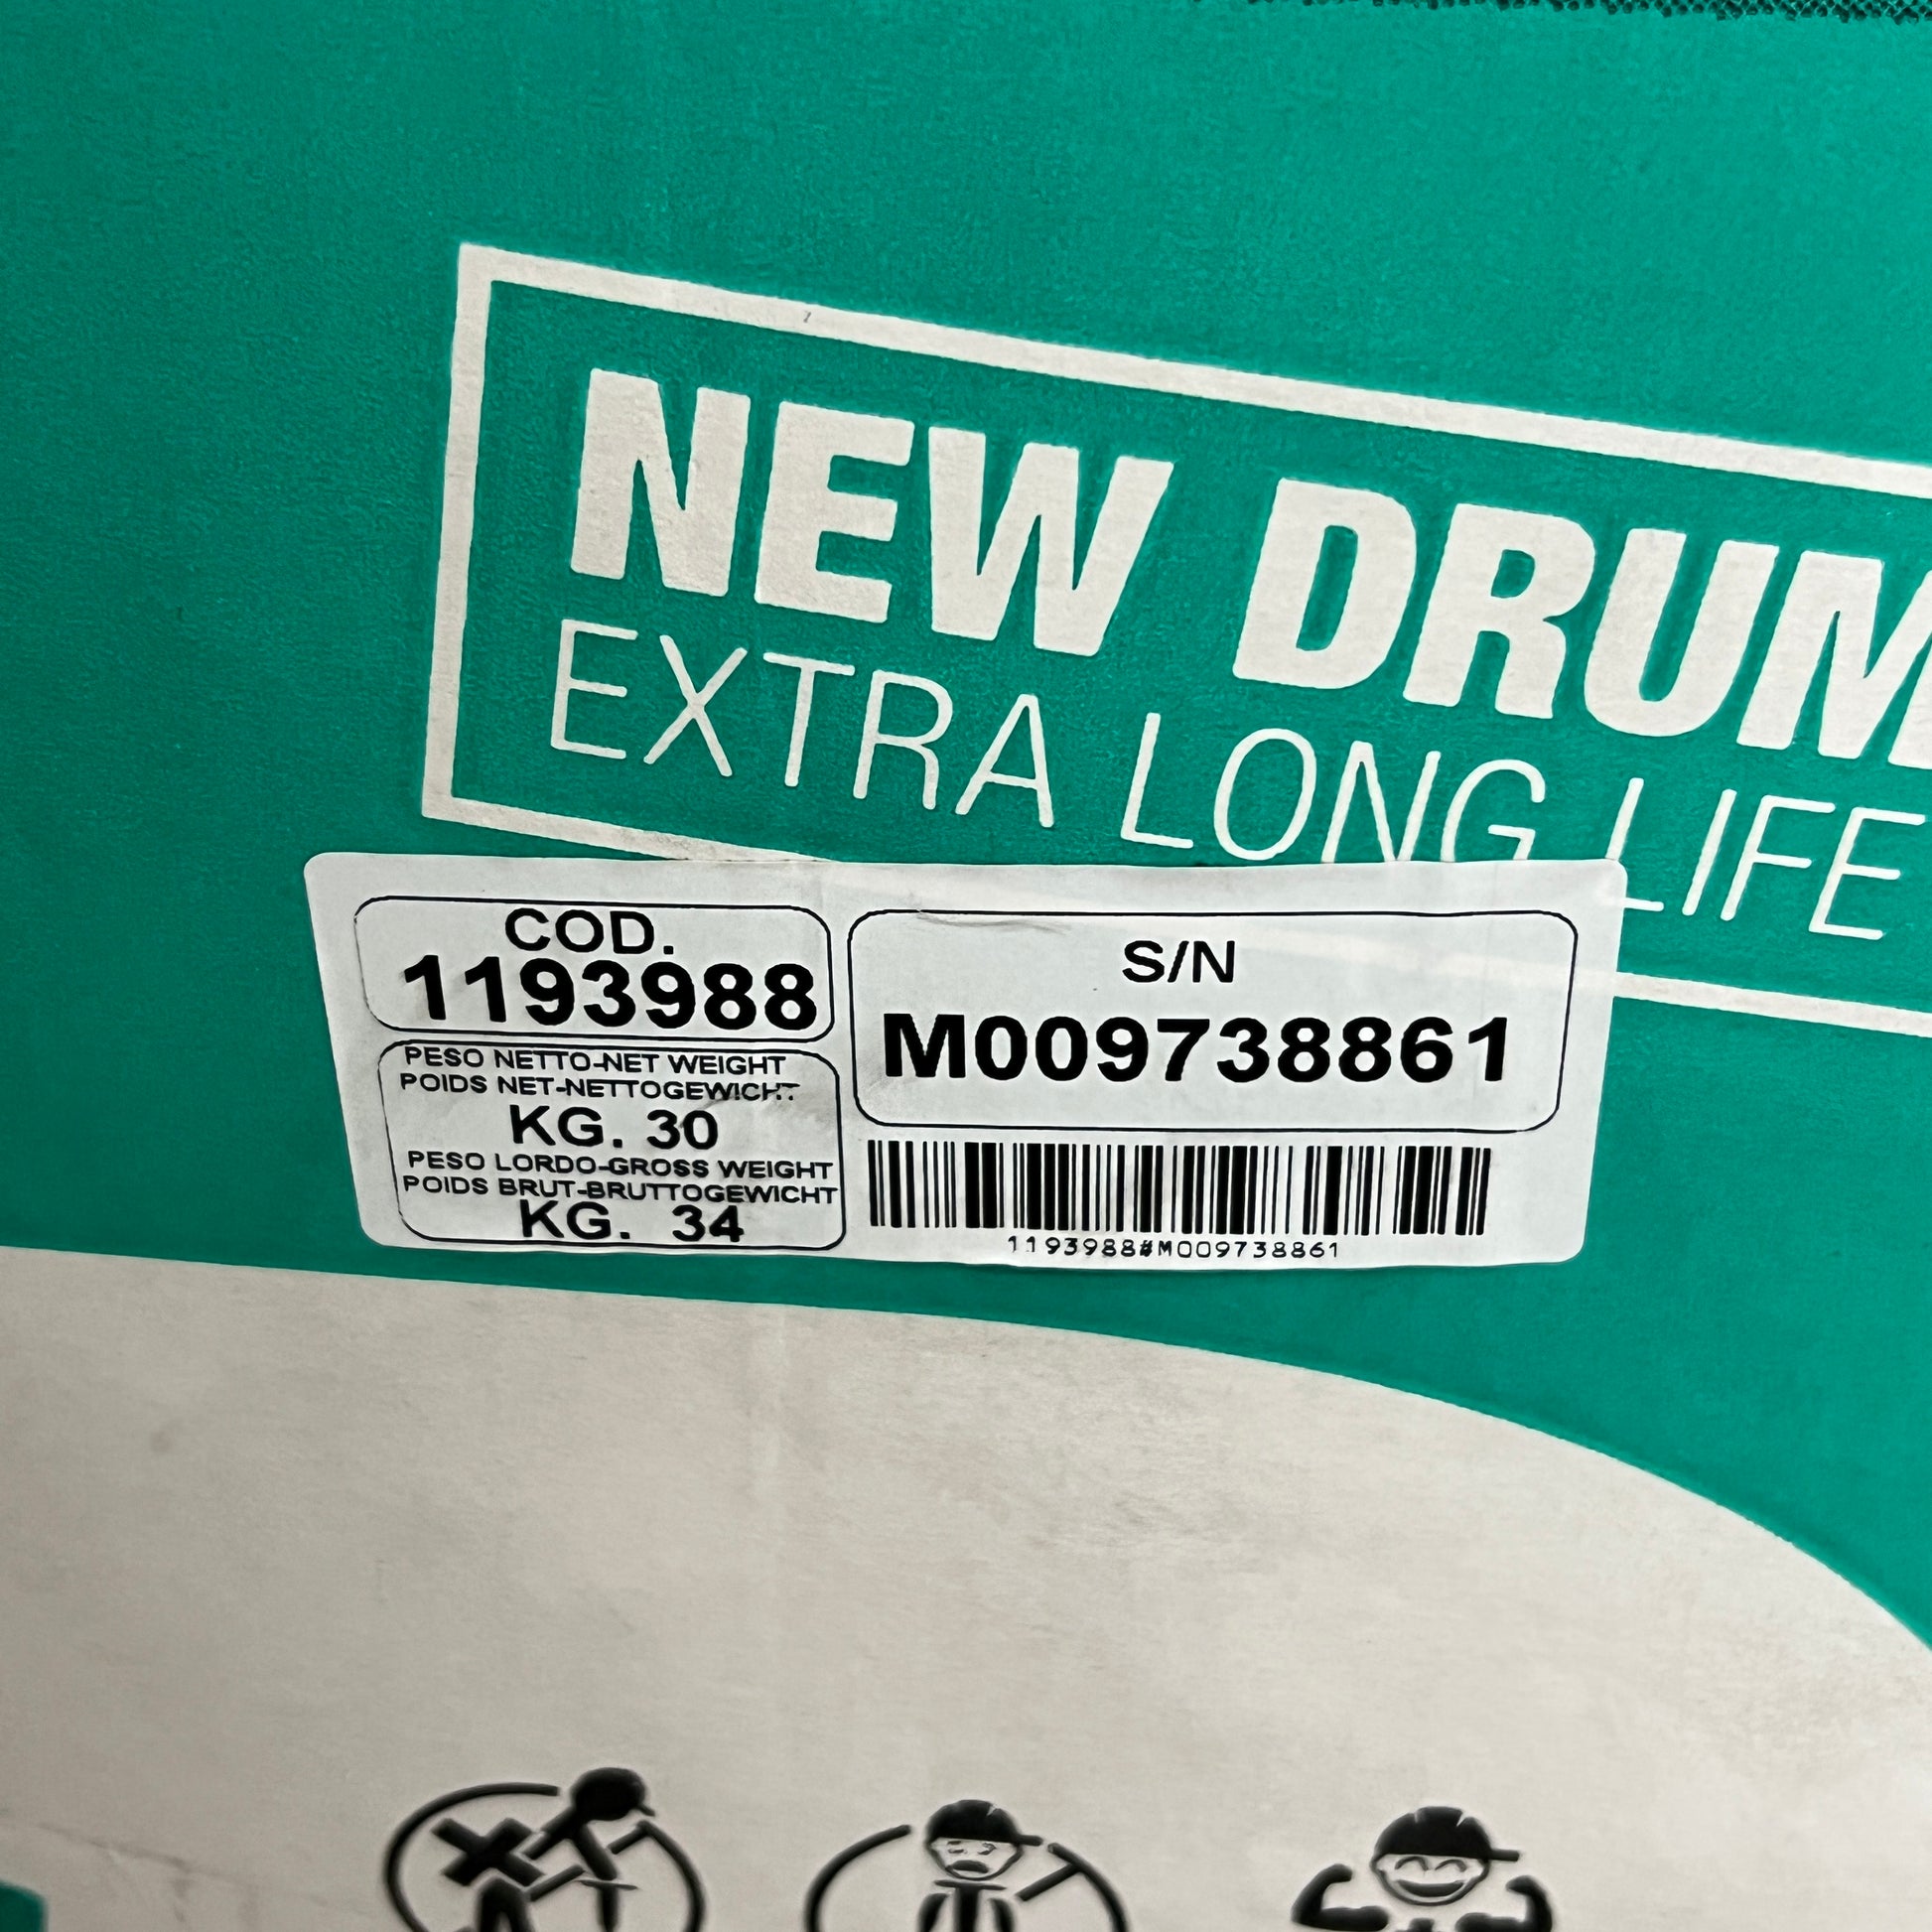 NEW DRUM
EXTRA LONG LIFE
COD.
1193988
PESO NETTO-NET WEIGHT
POIDS NET-NETTOGEWICHT
KG. 30
PESO LORDO-GROSS WEIGHT
POIDS BRUT-BRUTTOGEWICHT
KG. 34
S/N
M009738861
1193988#M009738861